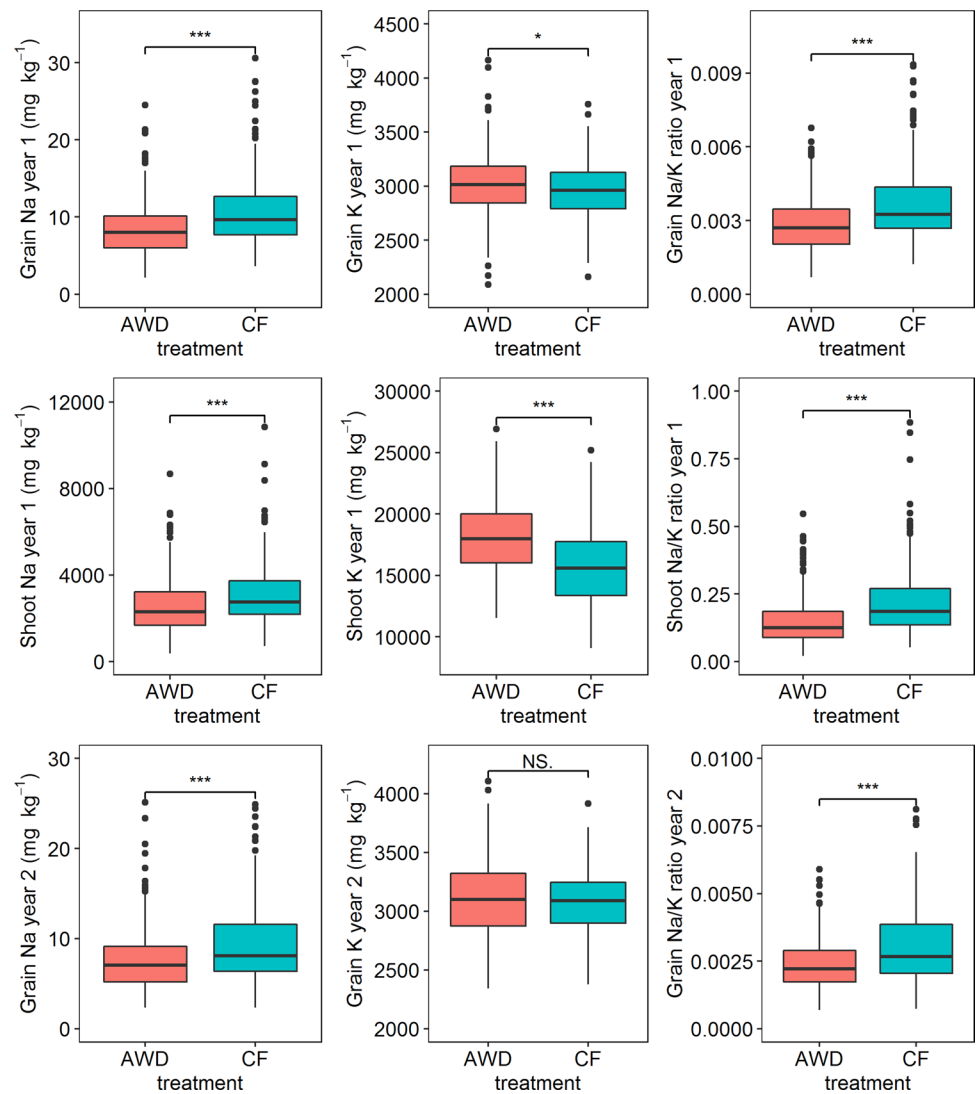 Grain Na year 1 (mg kg⁻¹)
30
20
10
0
***
AWD CF
treatment
Grain K year 1 (mg kg⁻¹)
4500
4000
3500
3000
2500
2000
*
AWD CF
treatment
Grain Na/K ratio year 1
0.009
0.006
0.003
0.000
***
AWD CF
treatment
Shoot Na year 1 (mg kg⁻¹)
12000
8000
4000
0
***
AWD CF
treatment
Shoot K year 1 (mg kg⁻¹)
30000
25000
20000
15000
10000
***
AWD CF
treatment
Shoot Na/K ratio year 1
1.00
0.75
0.50
0.25
0.00
***
AWD CF
treatment
Grain Na year 2 (mg kg⁻¹)
30
20
10
0
***
AWD CF
treatment
Grain K year 2 (mg kg⁻¹)
4000
3500
3000
2500
2000
NS.
AWD CF
treatment
Grain Na/K ratio year 2
0.0100
0.0075
0.0050
0.0025
0.0000
***
AWD CF
treatment